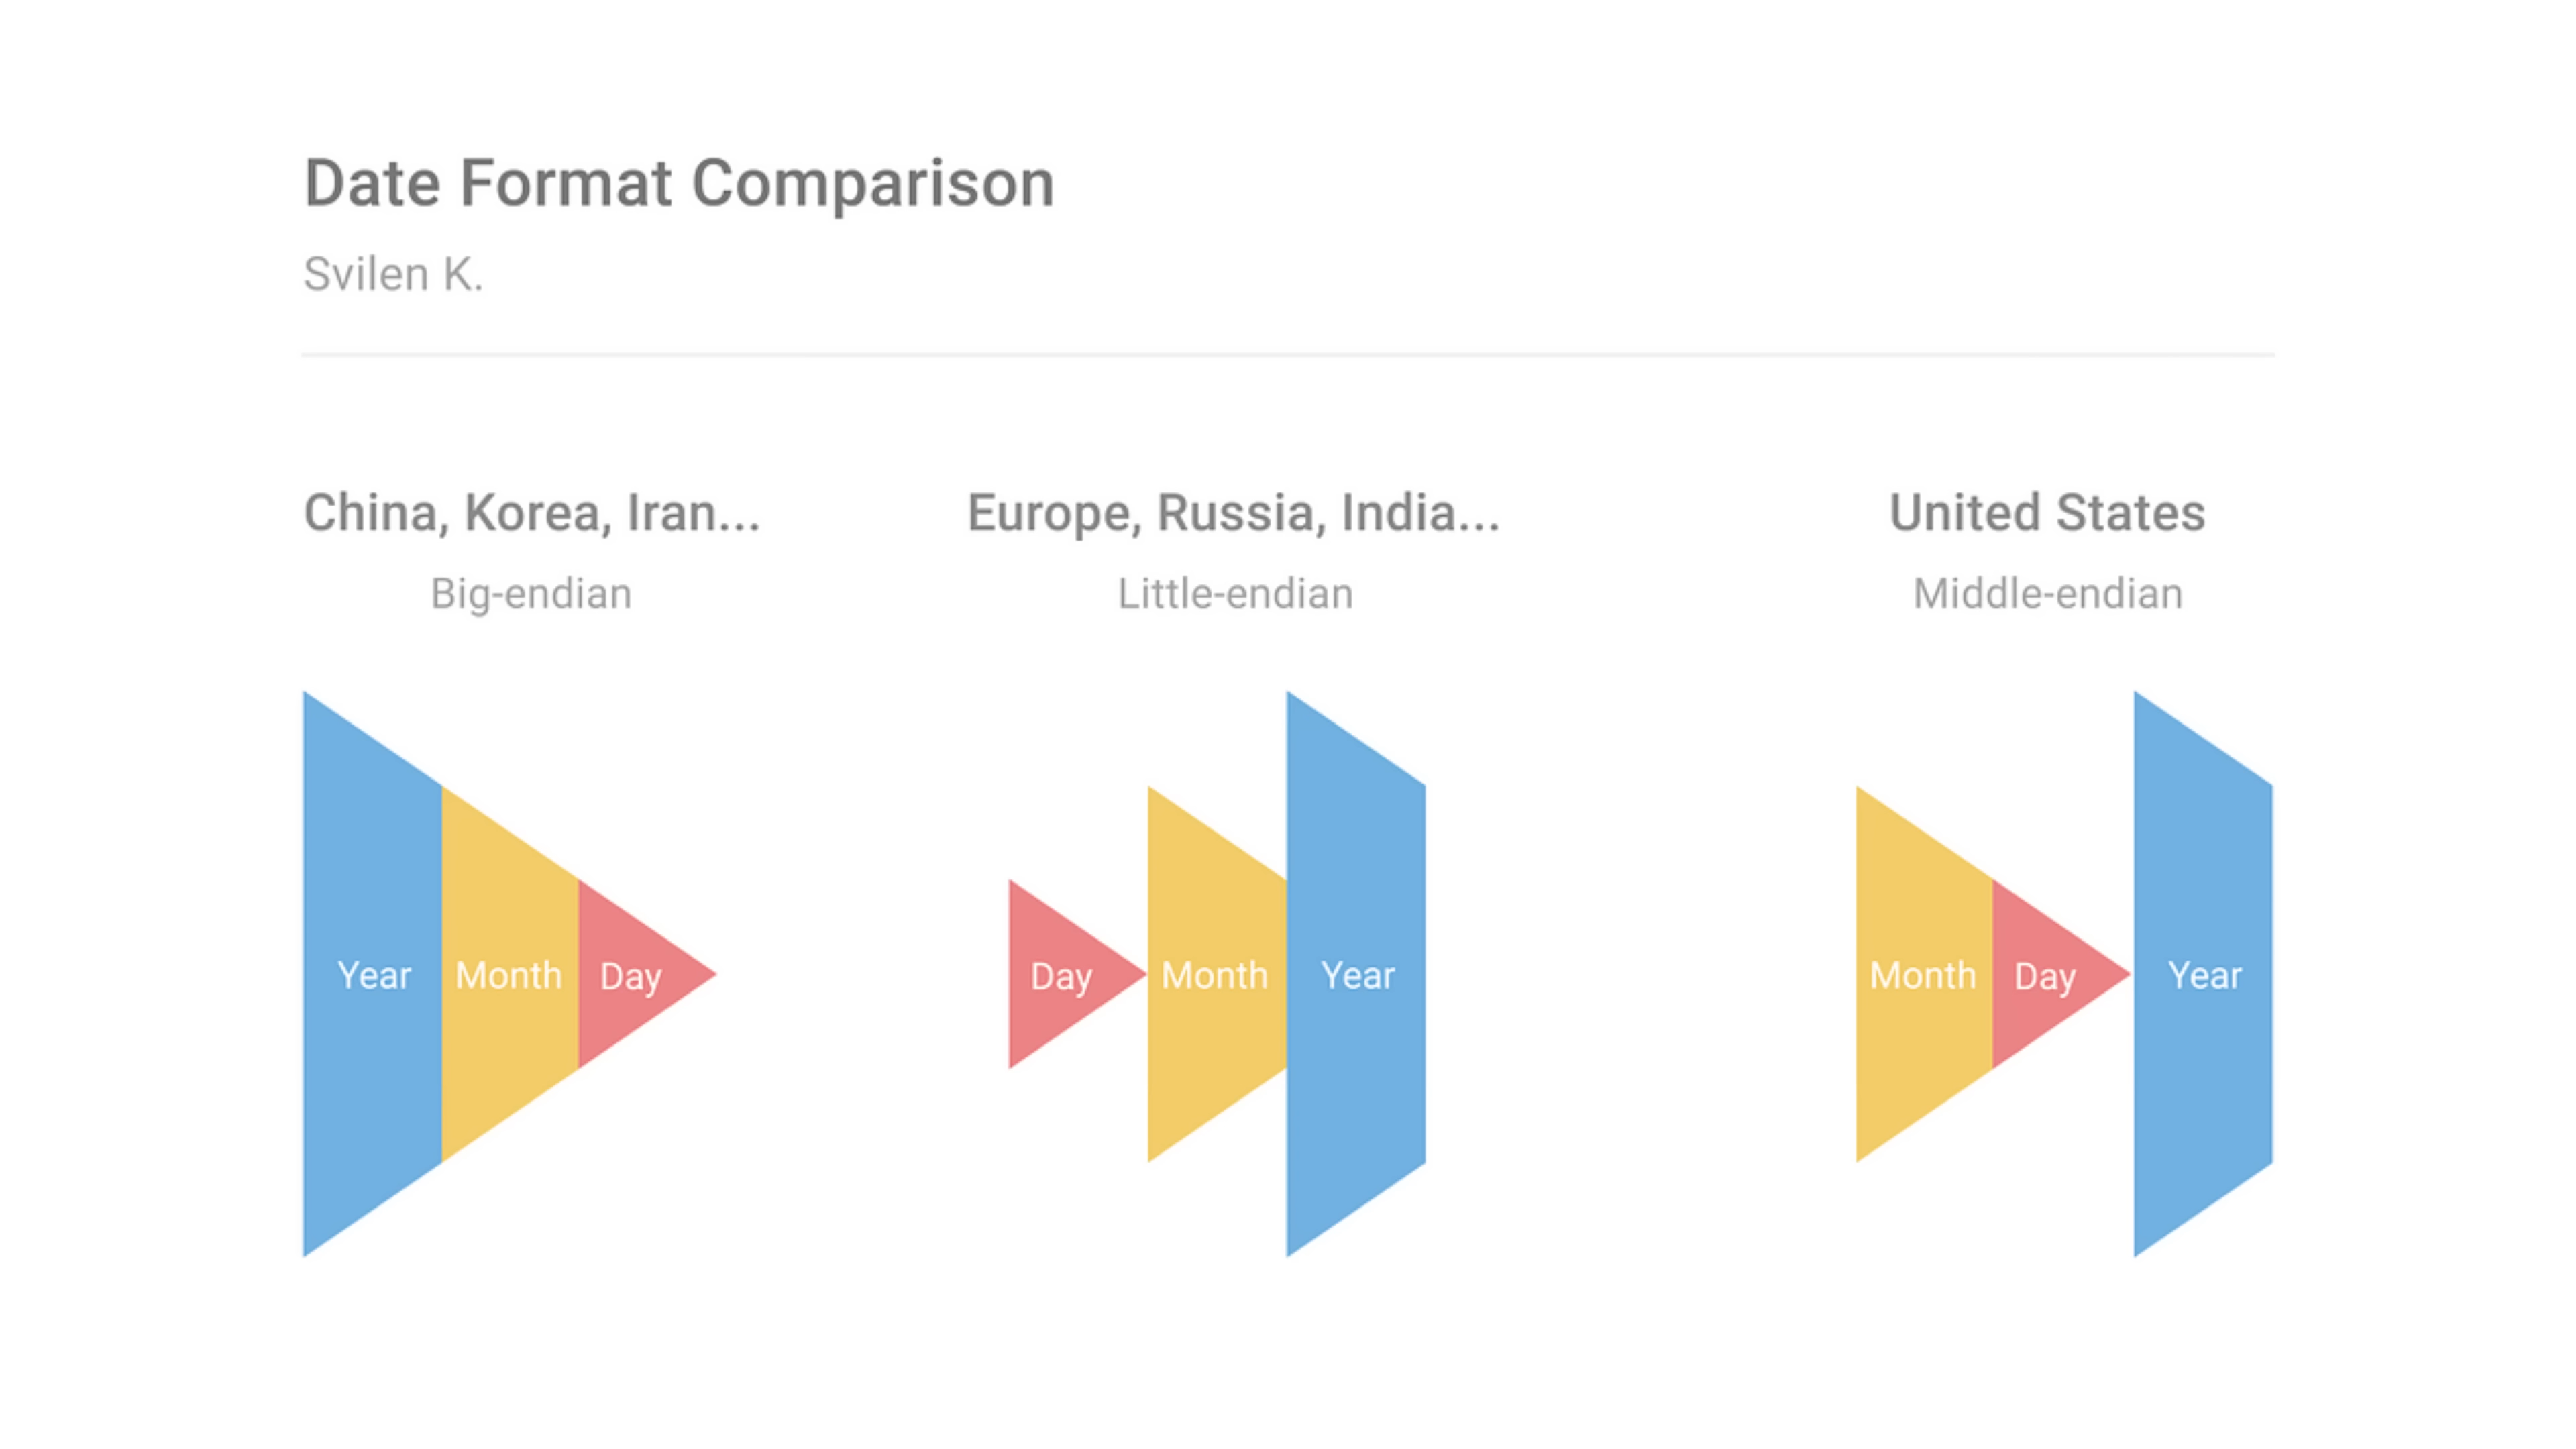 Date Format Comparison
Svilen K.
China, Korea, Iran...
Big-endian
Year Month Day
Europe, Russia, India...
Little-endian
Day Month Year
United States
Middle-endian
Month Day Year